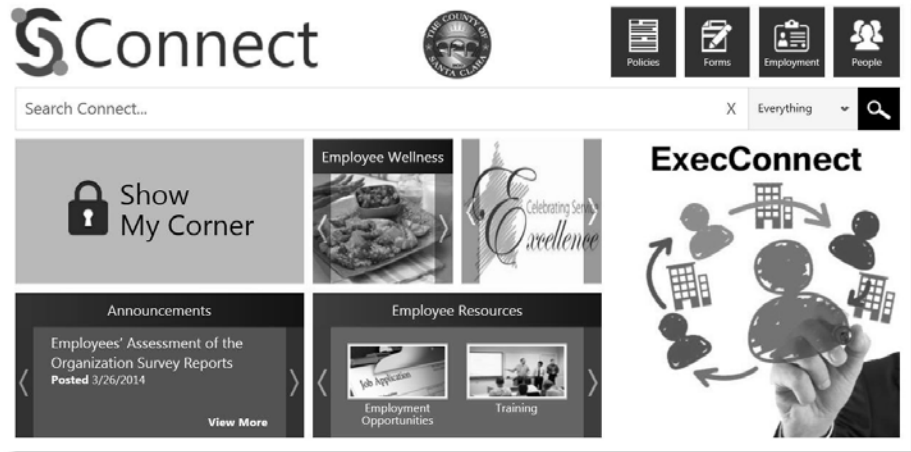 SCConnect
THE COUNTY OF
SANTA CLARA
Policies
Forms
Employment
People
Search Connect...
X
Everything
Show
My Corner
Employee Wellness
Celebrating Service
Excellence
ExecConnect
Announcements
Employees' Assessment of the
Organization Survey Reports
Posted 3/26/2014
View More
Employee Resources
Job Application
Employment
Opportunities
Training